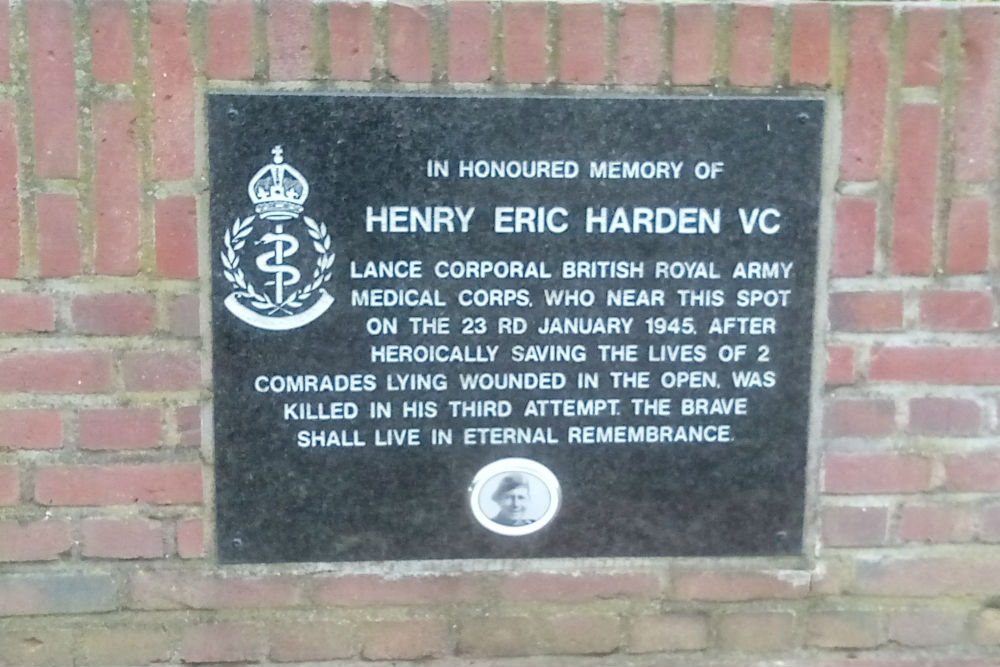 IN HONOURED MEMORY OF
HENRY ERIC HARDEN VC
LANCE CORPORAL BRITISH ROYAL ARMY
MEDICAL CORPS, WHO NEAR THIS SPOT
ON THE 23 RD JANUARY 1945, AFTER
HEROICALLY SAVING THE LIVES OF 2
COMRADES LYING WOUNDED IN THE OPEN, WAS
KILLED IN HIS THIRD ATTEMPT. THE BRAVE
SHALL LIVE IN ETERNAL REMEMBRANCE.